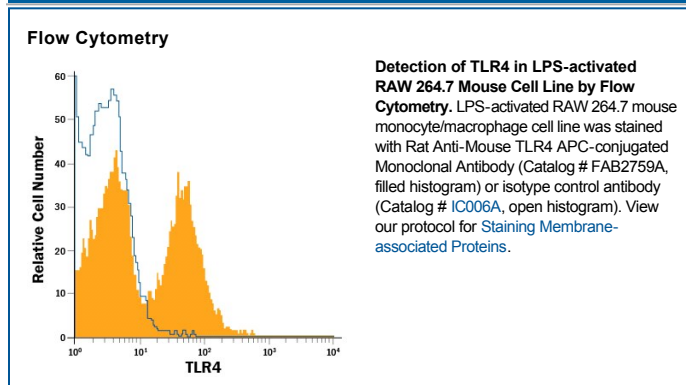 Flow Cytometry
Detection of TLR4 in LPS-activated
RAW 264.7 Mouse Cell Line by Flow
Cytometry. LPS-activated RAW 264.7 mouse
monocyte/macrophage cell line was stained
with Rat Anti-Mouse TLR4 APC-conjugated
Monoclonal Antibody (Catalog # FAB2759A,
filled histogram) or isotype control antibody
(Catalog # IC006A, open histogram). View
our protocol for Staining Membrane-
associated Proteins.
Relative Cell Number
60
50
40
30
20
10
0
10⁰ 10¹ 10² 10³ 10⁴
TLR4